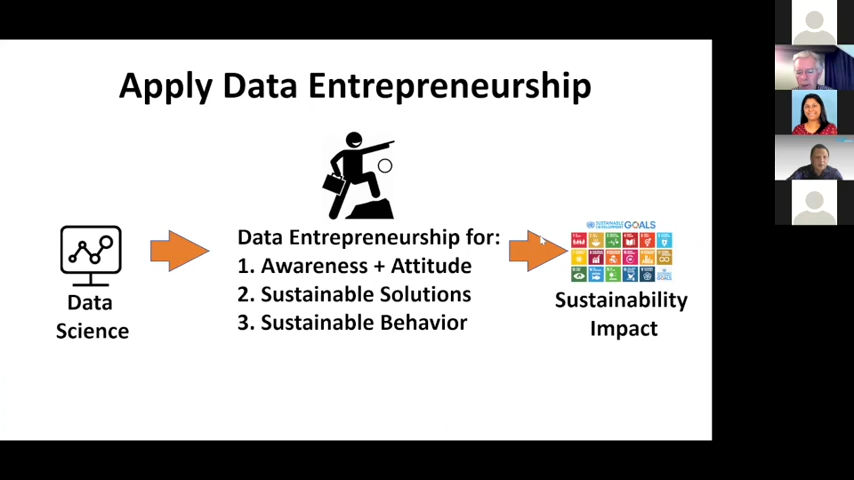 Apply Data Entrepreneurship
Data Entrepreneurship for:
1. Awareness + Attitude
2. Sustainable Solutions
3. Sustainable Behavior
Data
Science
SUSTAINABLE
DEVELOPMENT
GOALS
Sustainability
Impact